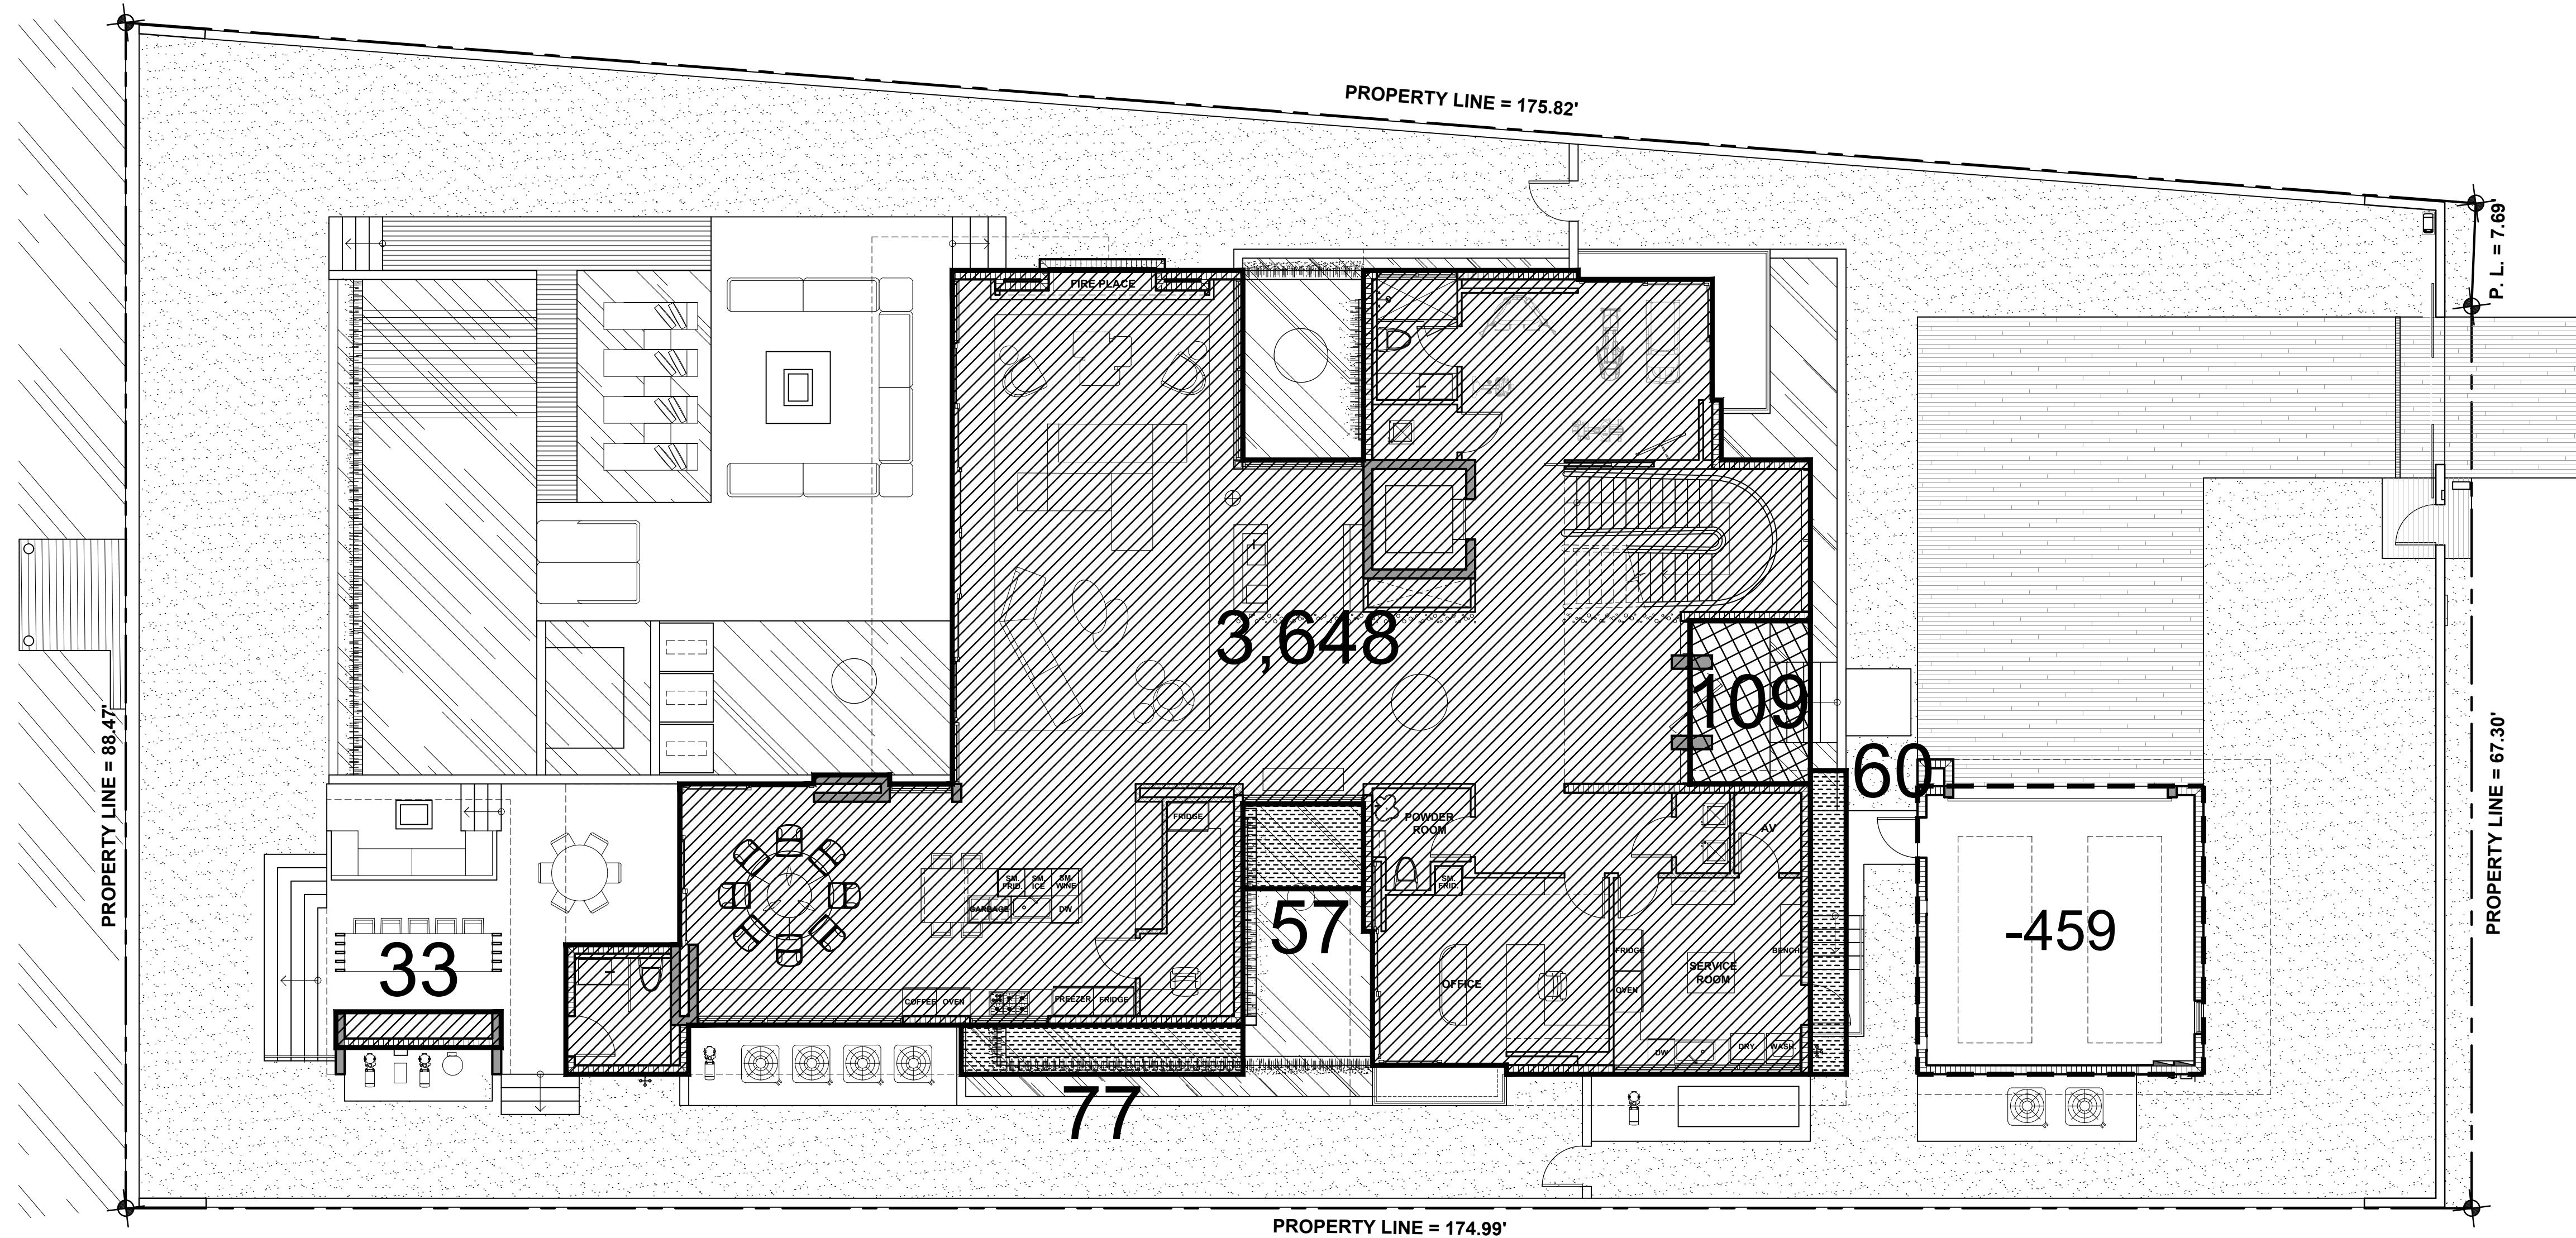 PROPERTY LINE = 175.82'
P. L. = 7.69'
FIRE PLACE
3,648
109
PROPERTY LINE = 88.47'
PROPERTY LINE = 67.30'
60
FRIDGE
POWDER
ROOM
AV
SM.
FRID.
SM.
ICE
SM.
WINE
GARBAGE
DW
SM.
FRID.
57
-459
33
FRIDGE
BENCH
SERVICE
ROOM
OFFICE
OVEN
COFFEE
OVEN
FREEZER
FRIDGE
DW
DRY.
WASH.
77
PROPERTY LINE = 174.99'